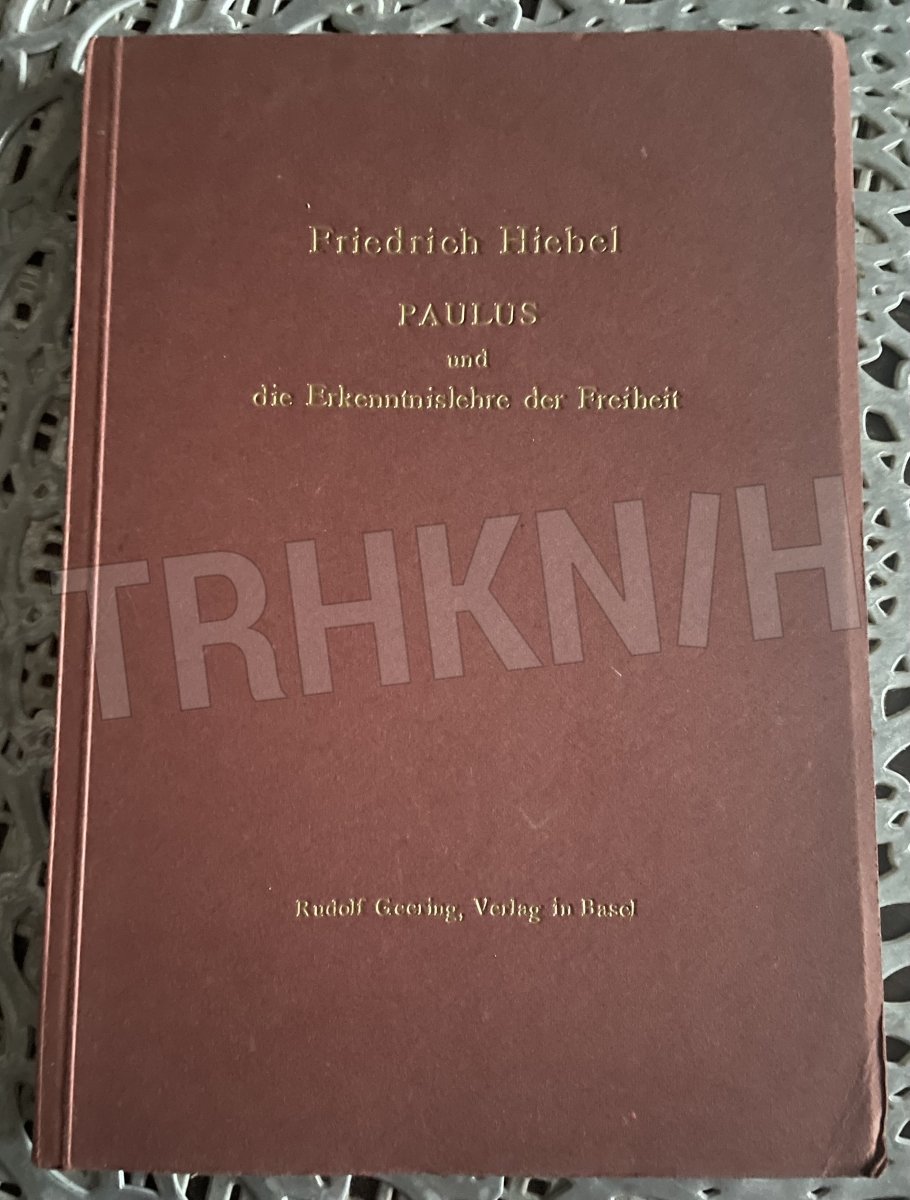 Friedrich Hiebel
PAULUS
und
die Erkenntnislehre der Freiheit
TRHKN/H
Rudolf Geering, Verlag in Basel